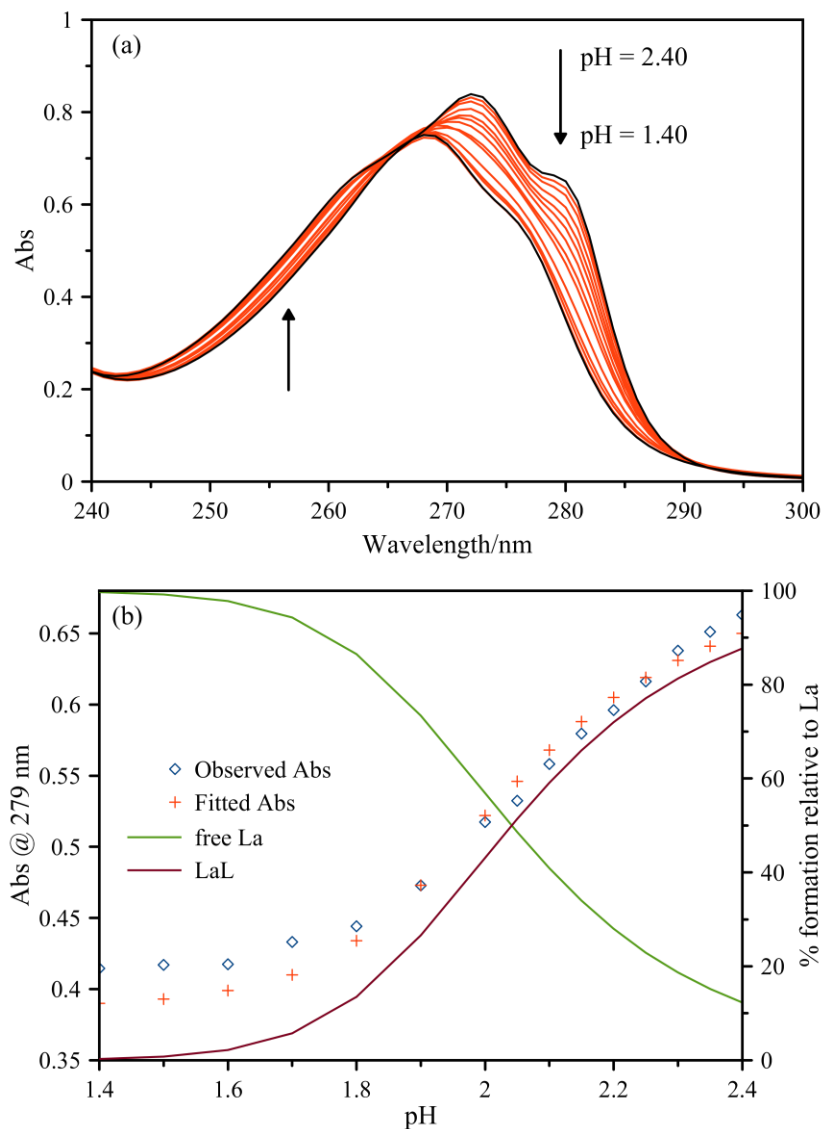 (a)
pH = 2.40
pH = 1.40
1
0.8
0.6
0.4
0.2
0
Abs
240 250 260 270 280 290 300
Wavelength/nm
(b)
0.65
0.6
0.55
0.5
0.45
0.4
0.35
Abs @ 279 nm
Observed Abs
Fitted Abs
free La
LaL
100
80
60
40
20
0
% formation relative to La
1.4 1.6 1.8 2 2.2 2.4
pH